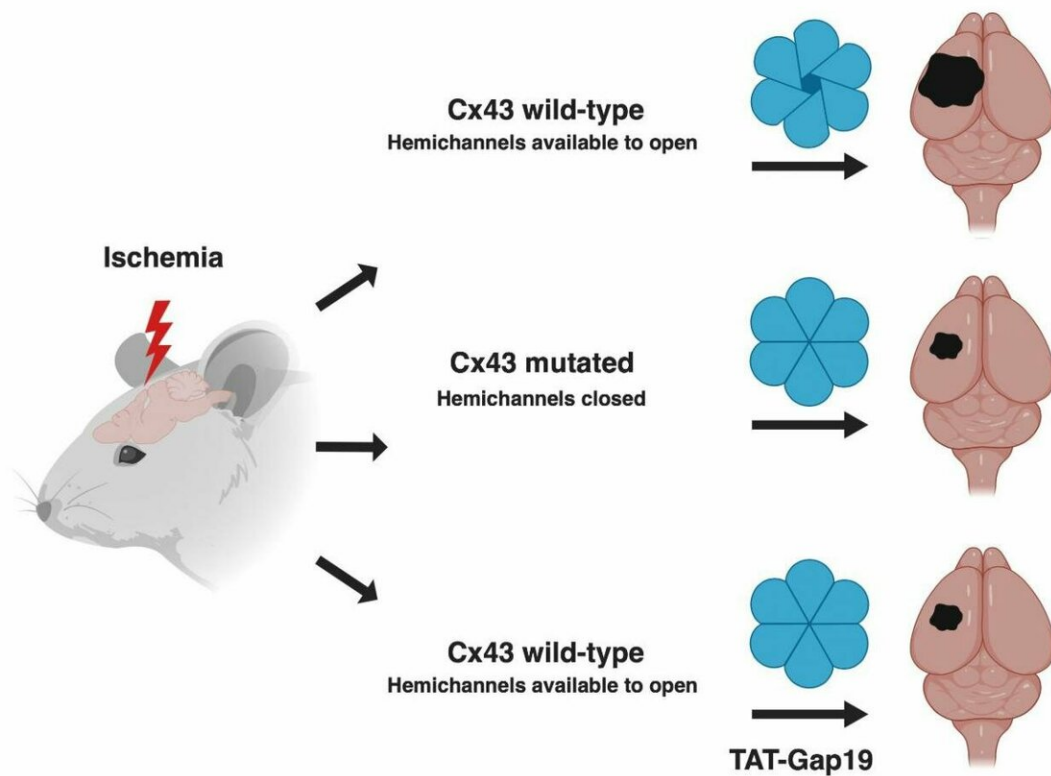 Cx43 wild-type
Hemichannels available to open
Ischemia
Cx43 mutated
Hemichannels closed
Cx43 wild-type
Hemichannels available to open
TAT-Gap19